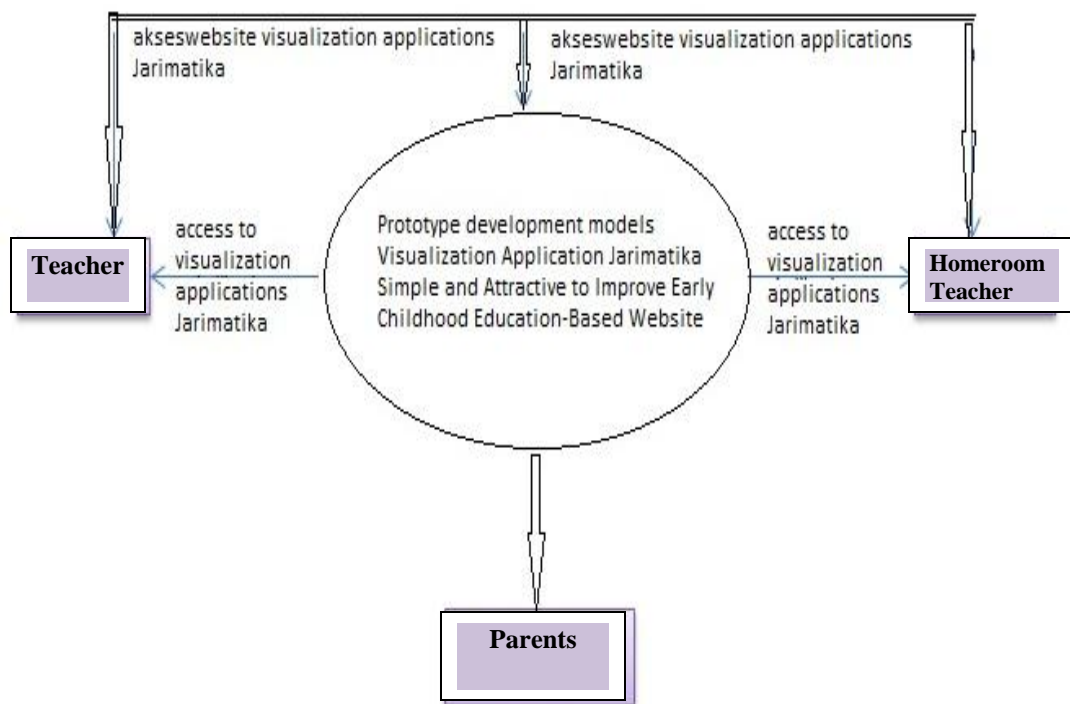 akseswebsite visualization applications
Jarimatika
akseswebsite visualization applications
Jarimatika
Teacher
access to
visualization
applications
Jarimatika
Prototype development models
Visualization Application Jarimatika
Simple and Attractive to Improve Early
Childhood Education-Based Website
access to
visualization
applications
Jarimatika
Homeroom
Teacher
Parents